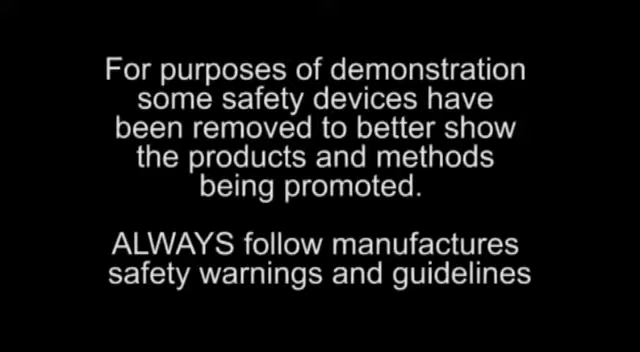 For purposes of demonstration
some safety devices have
been removed to better show
the products and methods
being promoted.
ALWAYS follow manufactures
safety warnings and guidelines